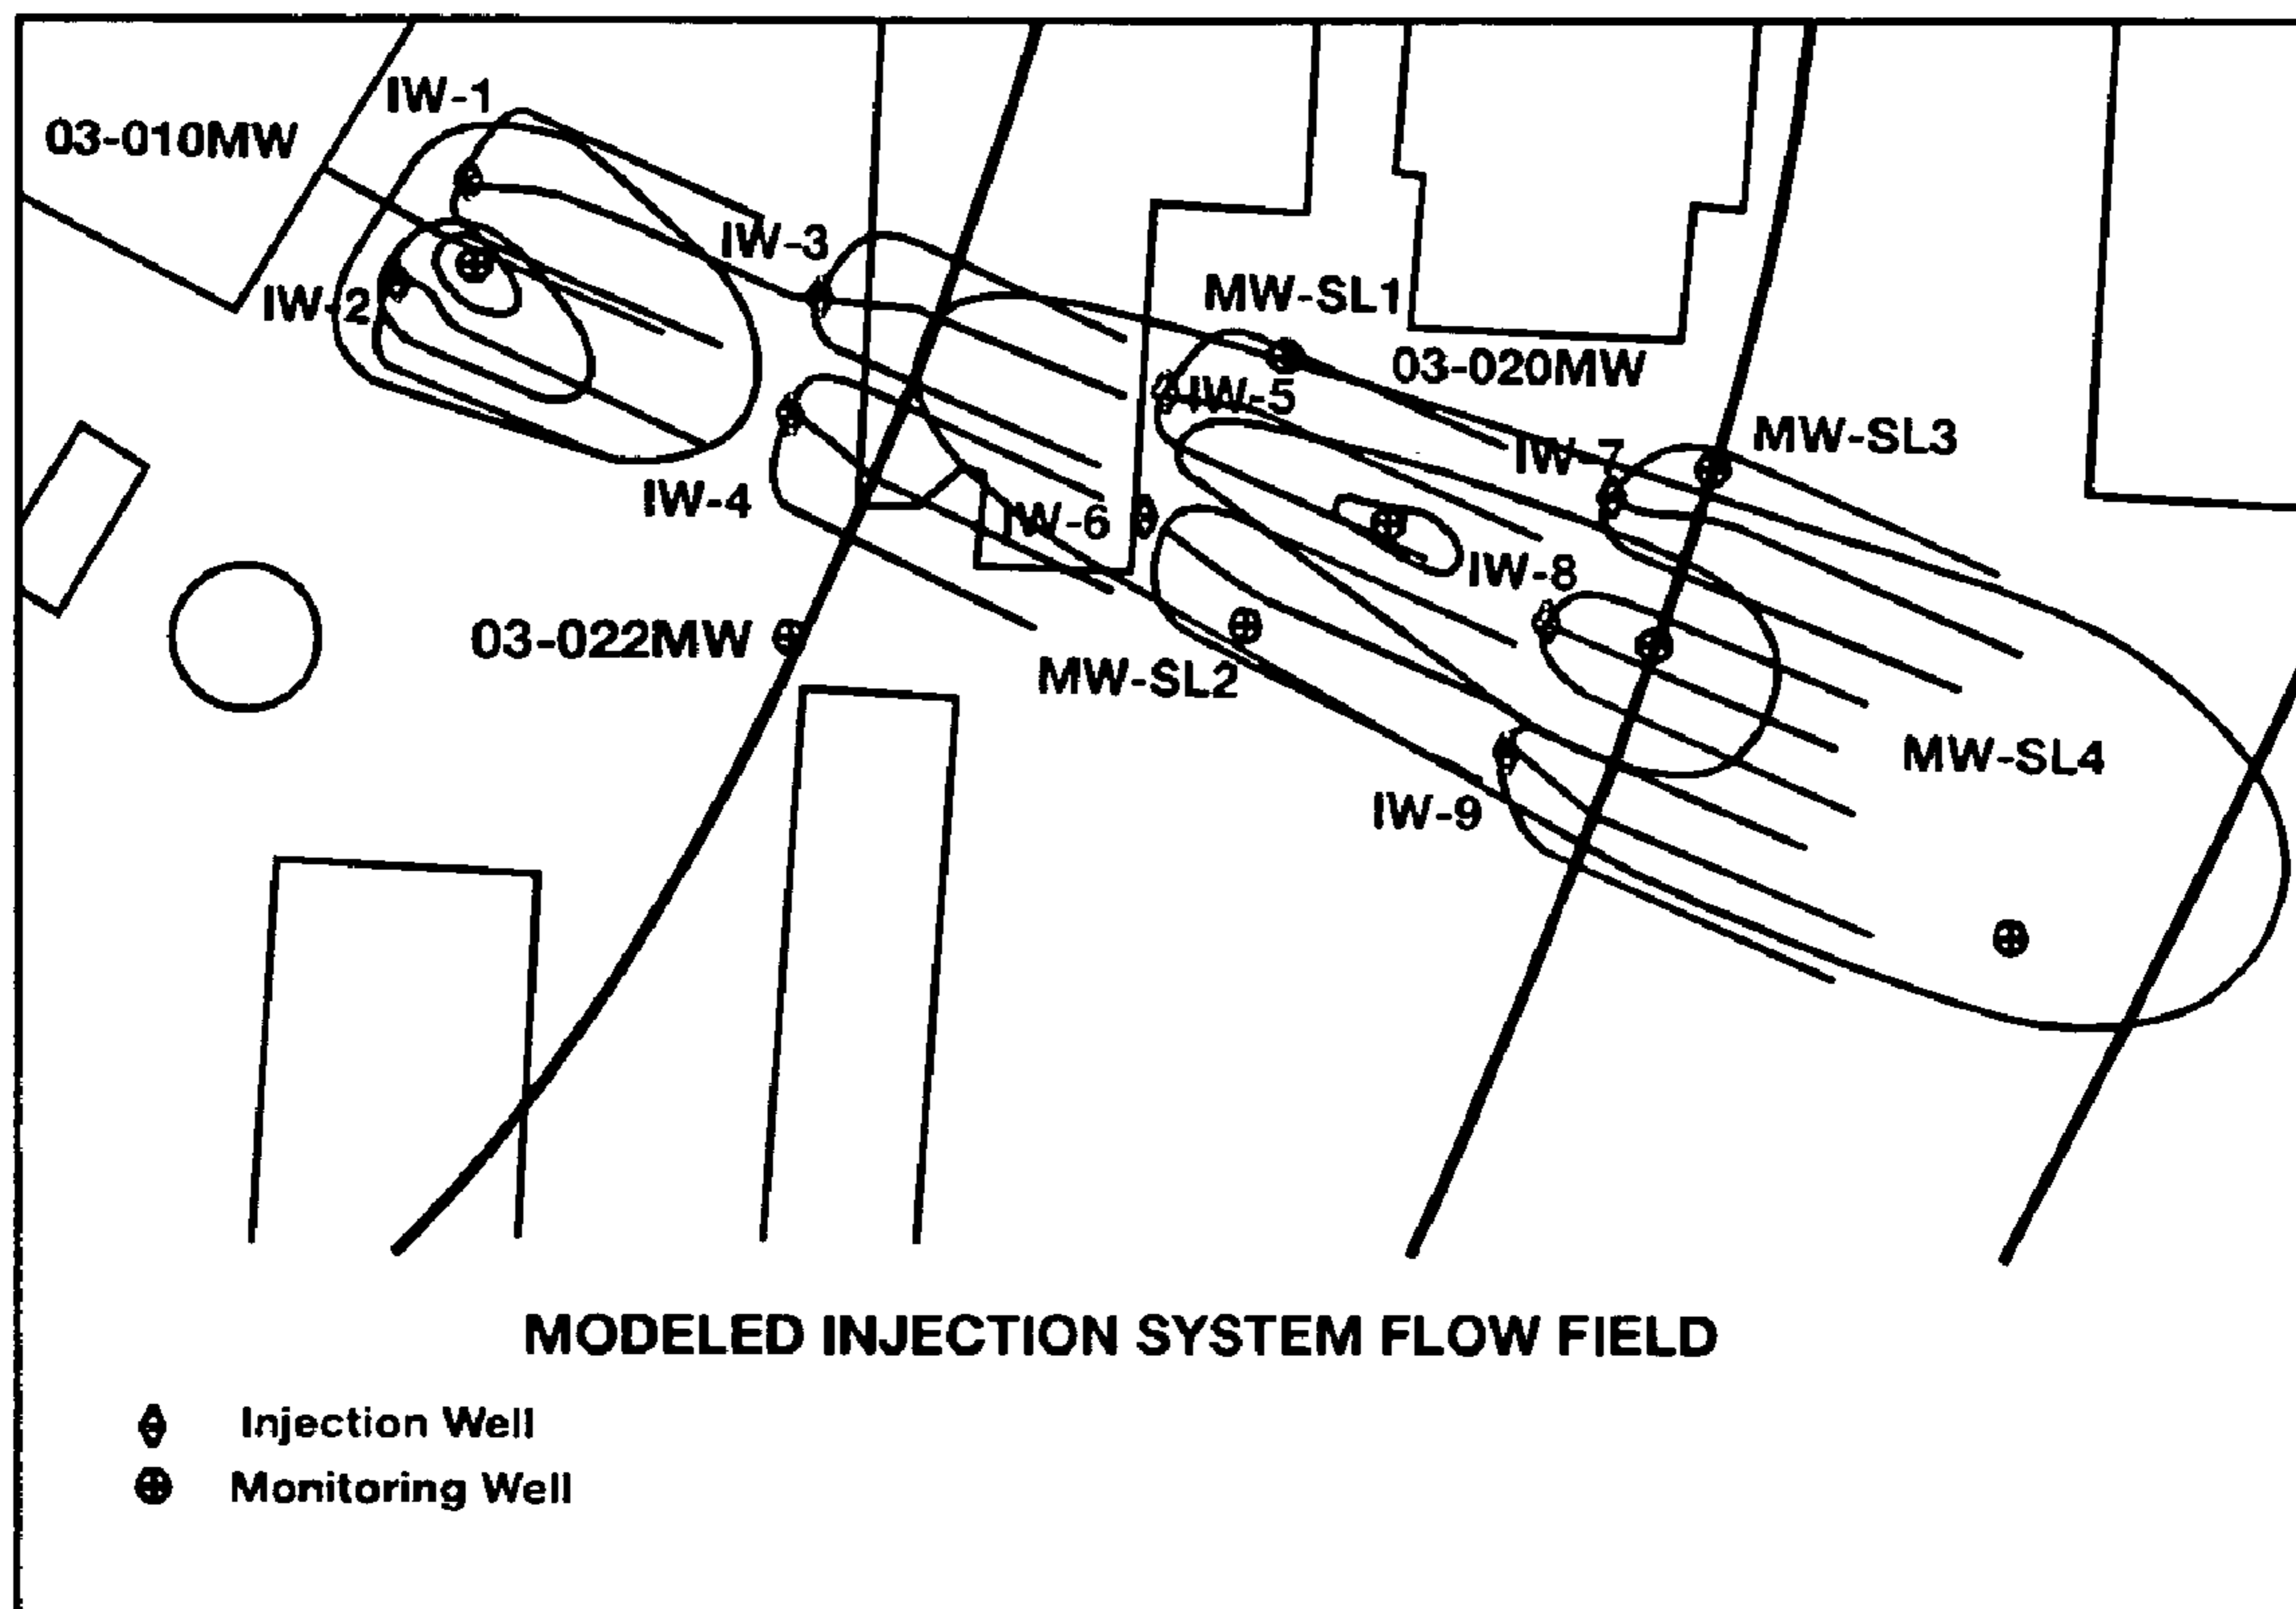 IW-1
03-010MW
IW-3
MW-SL1
IW-2
03-020MW
IW-5
MW-SL3
IW-7
IW-4
IW-6
IW-8
03-022MW
MW-SL2
MW-SL4
IW-9
MODELED INJECTION SYSTEM FLOW FIELD
Injection Well
Monitoring Well